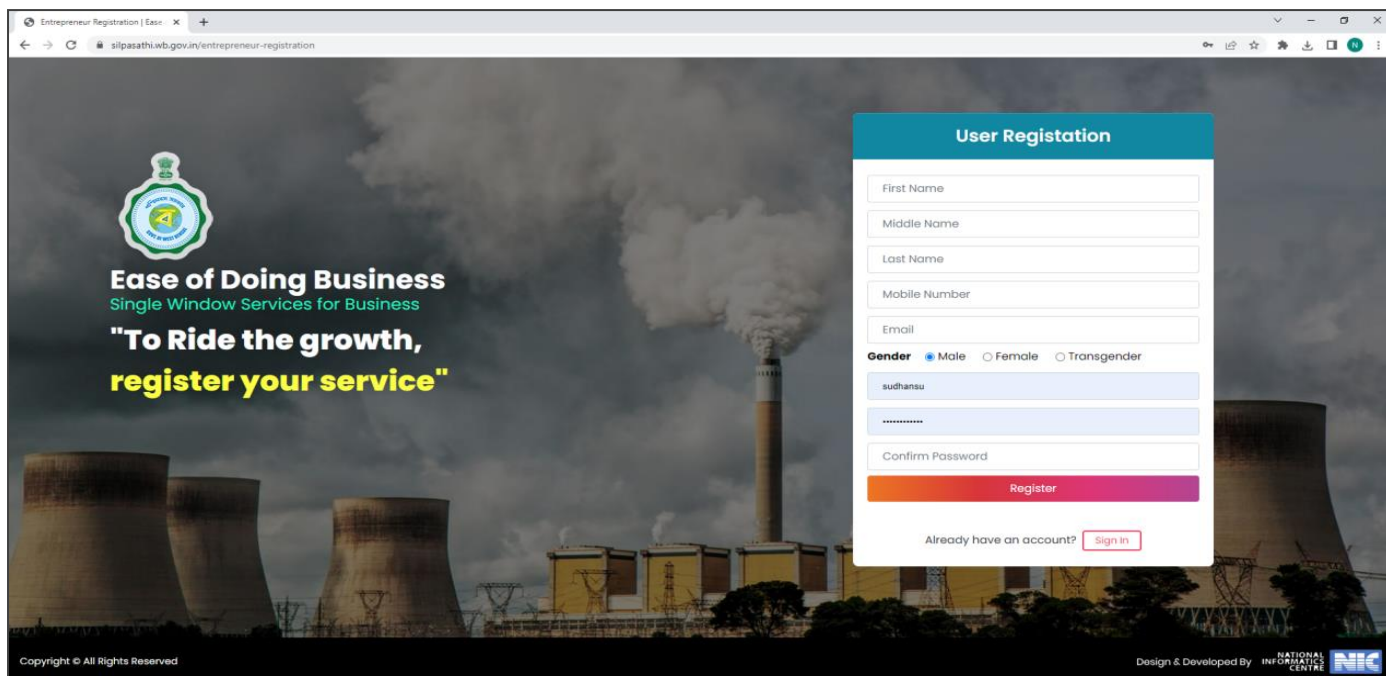 Entrepreneur Registration | Ease
silpasathi.wb.gov.in/entrepreneur-registration
N
Ease of Doing Business
Single Window Services for Business
"To Ride the growth,
register your service"
User Registation
First Name
Middle Name
Last Name
Mobile Number
Email
Gender Male Female Transgender
sudhansu
••••••••••••
Confirm Password
Register
Already have an account? Sign In
Copyright © All Rights Reserved
Design & Developed By NATIONAL INFORMATICS CENTRE NIC